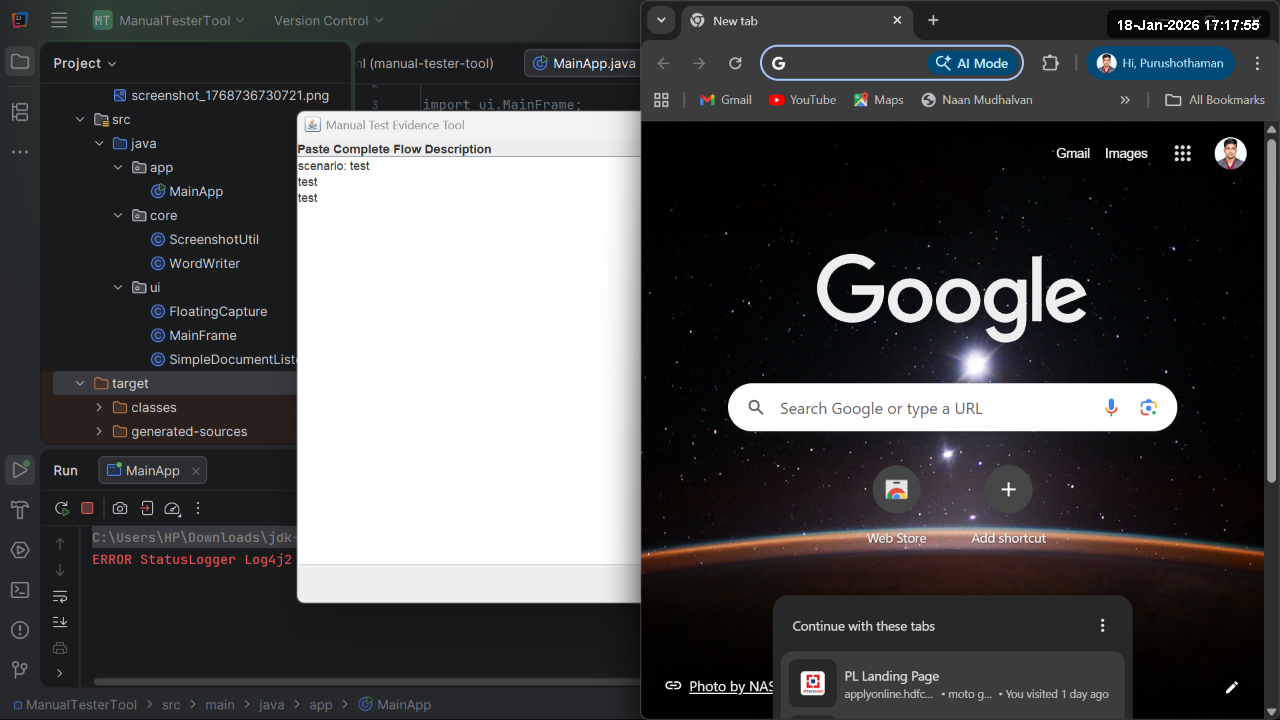 MT ManualTesterTool
Version Control
Project
screenshot_1768736730721.png
src
java
app
MainApp
core
ScreenshotUtil
WordWriter
ui
FloatingCapture
MainFrame
SimpleDocumentListe
target
classes
generated-sources
ml (manual-tester-tool)
MainApp.java
3 import ui.MainFrame;
Manual Test Evidence Tool
Paste Complete Flow Description
scenario: test
test
test
Run
MainApp
C:\Users\HP\Downloads\jdk-
ERROR StatusLogger Log4j2
ManualTesterTool
src
main
java
app
MainApp
New tab
18-Jan-2026 17:17:55
AI Mode
Hi, Purushothaman
Gmail
YouTube
Maps
Naan Mudhalvan
All Bookmarks
Gmail
Images
Google
Search Google or type a URL
Web Store
Add shortcut
Continue with these tabs
PL Landing Page
applyonline.hdfc... • moto g... • You visited 1 day ago
Photo by NAS